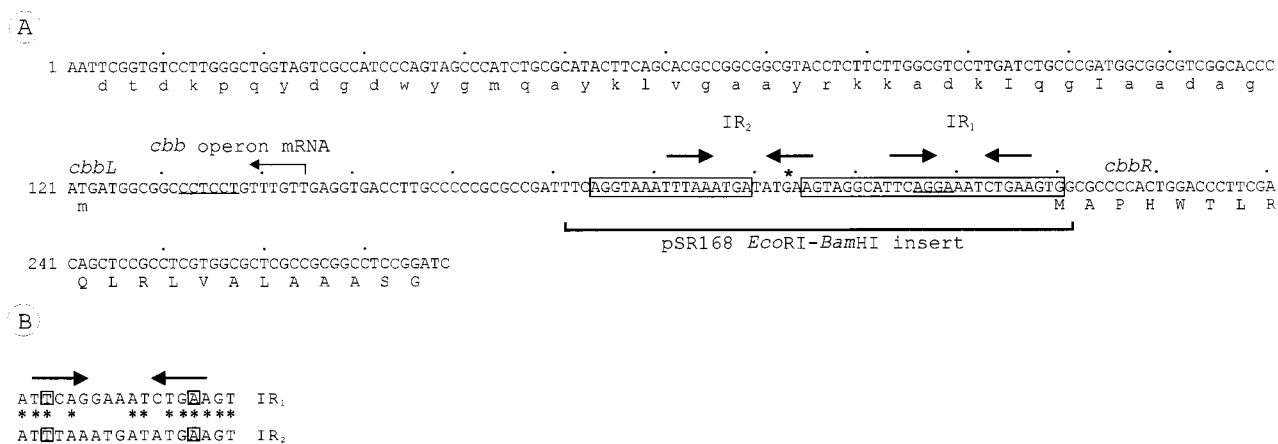 A
1 AATTCGGTGTCCTTGGGCTGGTAGTCGCCATCCCAGTAGCCCATCTGCGCATACTTCAGCACGCCGGCGGCGTACCTCTTCTTGGCGTCCTTGATCTGCCCGATGGCGGCGTCGGCACCC
d t d k p q y d g d w y g m q a y k l v g a a y r k k a d k I q g I a a d a g
IR₂ IR₁
cbb operon mRNA
cbbL cbbR
*
121 ATGATGGCGGCCCTCCTGTTTGTTGAGGTGACCTTGCCCCCGCGCCGATTTCAGGTAAATTTAAATGATATGAAGTAGGCATTCAGGAAATCTGAAGTGGCGCCCCACTGGACCCTTCGA
m M A P H W T L R
pSR168 EcoRI-BamHI insert
241 CAGCTCCGCCTCGTGGCGCTCGCCGCGGCCTCCGGATC
Q L R L V A L A A A S G
B
ATTCAGGAAATCTGAAGT IR₁
*** * ** ******
ATTTAAATGATATGAAGT IR₂